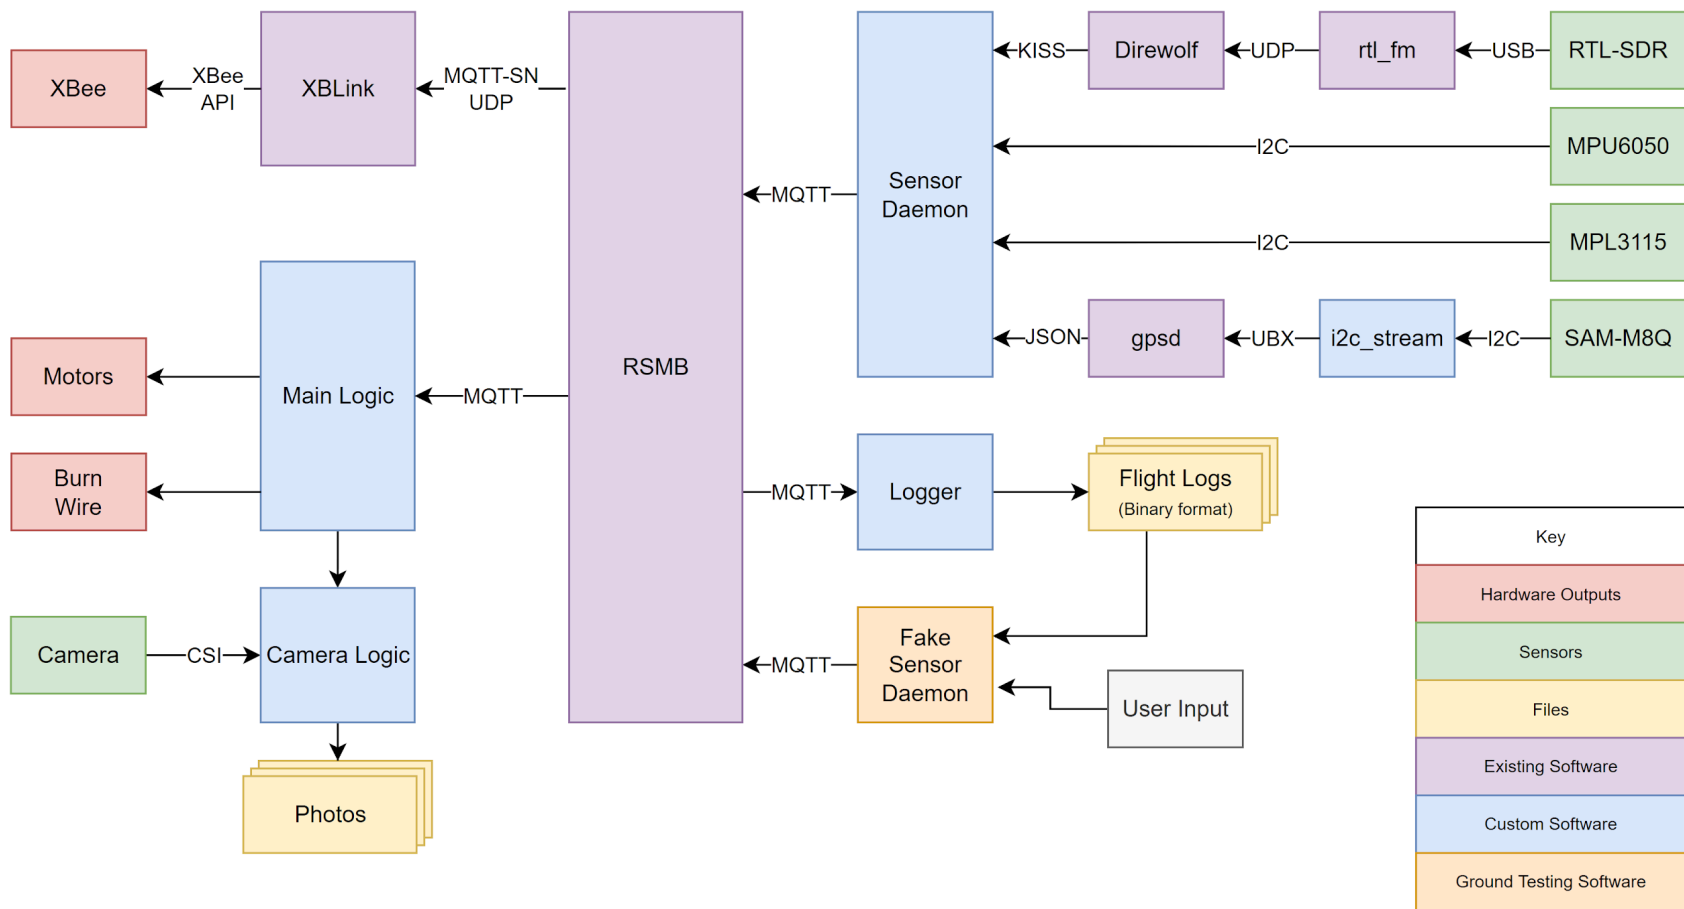 XBee
XBee
API
XBLink
MQTT-SN
UDP
RSMB
MQTT
Sensor
Daemon
KISS
Direwolf
UDP
rtl_fm
USB
RTL-SDR
I2C
MPU6050
I2C
MPL3115
JSON
gpsd
UBX
i2c_stream
I2C
SAM-M8Q
Motors
Main Logic
MQTT
Burn
Wire
MQTT
Logger
Flight Logs
(Binary format)
Camera
CSI
Camera Logic
MQTT
Fake
Sensor
Daemon
User Input
Photos
Key
Hardware Outputs
Sensors
Files
Existing Software
Custom Software
Ground Testing Software